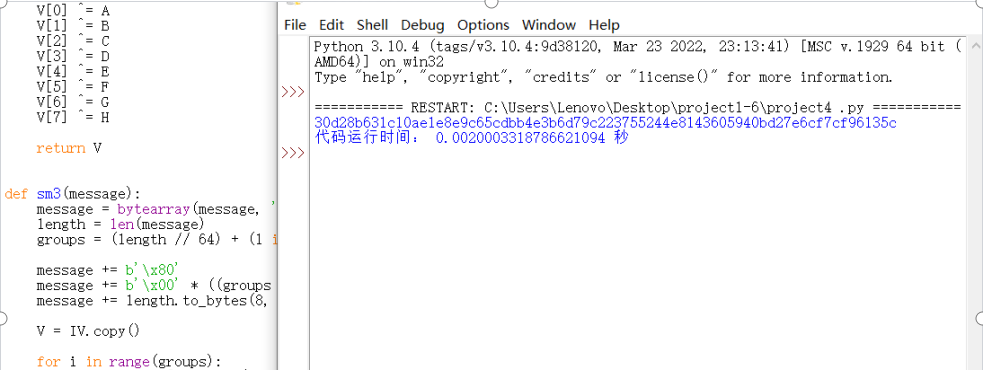 V[0] ^= A
V[1] ^= B
V[2] ^= C
V[3] ^= D
V[4] ^= E
V[5] ^= F
V[6] ^= G
V[7] ^= H
return V
def sm3(message):
message = bytearray(message, '
length = len(message)
groups = (length // 64) + (1 i
message += b'\x80'
message += b'\x00' * ((groups
message += length.to_bytes(8,
V = IV.copy()
for i in range(groups):
File Edit Shell Debug Options Window Help
Python 3.10.4 (tags/v3.10.4:9d38120, Mar 23 2022, 23:13:41) [MSC v.1929 64 bit (
AMD64)] on win32
Type "help", "copyright", "credits" or "license()" for more information.
>>>
=========== RESTART: C:\Users\Lenovo\Desktop\project1-6\project4 .py ===========
30d28b631c10ae1e8e9c65cdbb4e3b6d79c223755244e8143605940bd27e6cf7cf96135c
代码运行时间： 0.0020003318786621094 秒
>>>